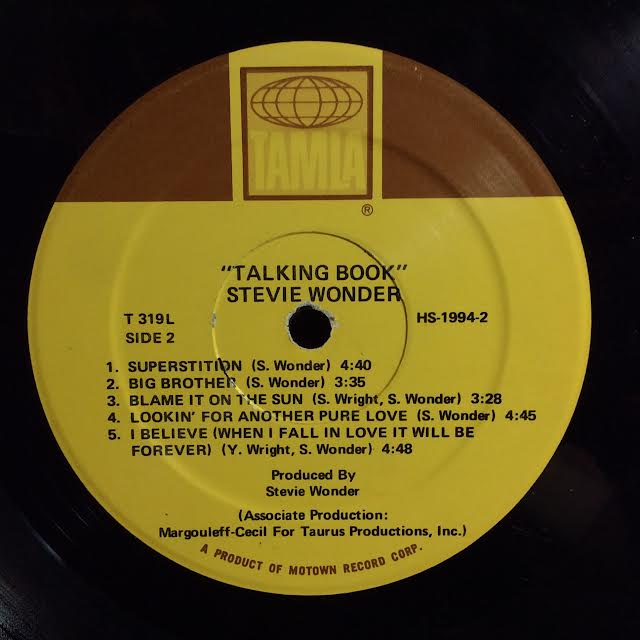 TAMLA
®
"TALKING BOOK"
STEVIE WONDER
T 319 L
HS-1994-2
SIDE 2
1. SUPERSTITION (S. Wonder) 4:40
2. BIG BROTHER (S. Wonder) 3:35
3. BLAME IT ON THE SUN (S. Wright, S. Wonder) 3:28
4. LOOKIN' FOR ANOTHER PURE LOVE (S. Wonder) 4:45
5. I BELIEVE (WHEN I FALL IN LOVE IT WILL BE
FOREVER) (Y. Wright, S. Wonder) 4:48
Produced By
Stevie Wonder
(Associate Production:
Margouleff-Cecil For Taurus Productions, Inc.)
A PRODUCT OF MOTOWN RECORD CORP.